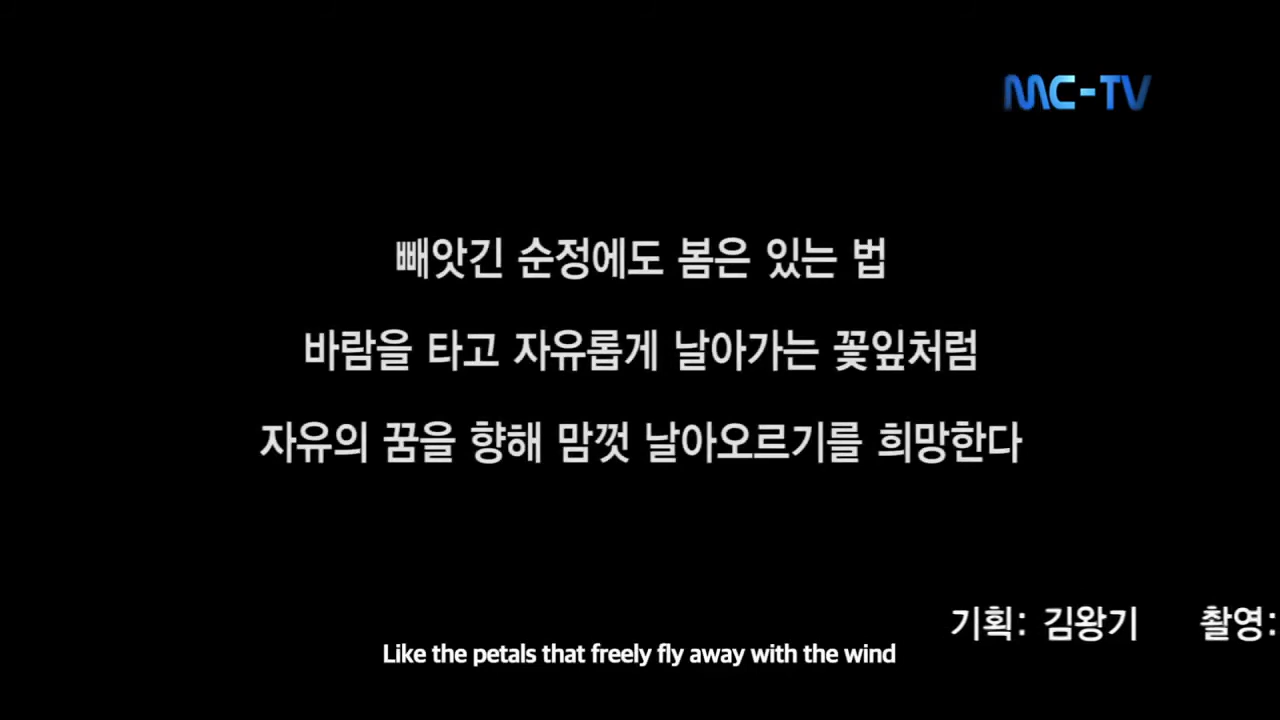 MC-TV
빼앗긴 순정에도 봄은 있는 법
바람을 타고 자유롭게 날아가는 꽃잎처럼
자유의 꿈을 향해 맘껏 날아오르기를 희망한다
기획: 김왕기 촬영:
Like the petals that freely fly away with the wind